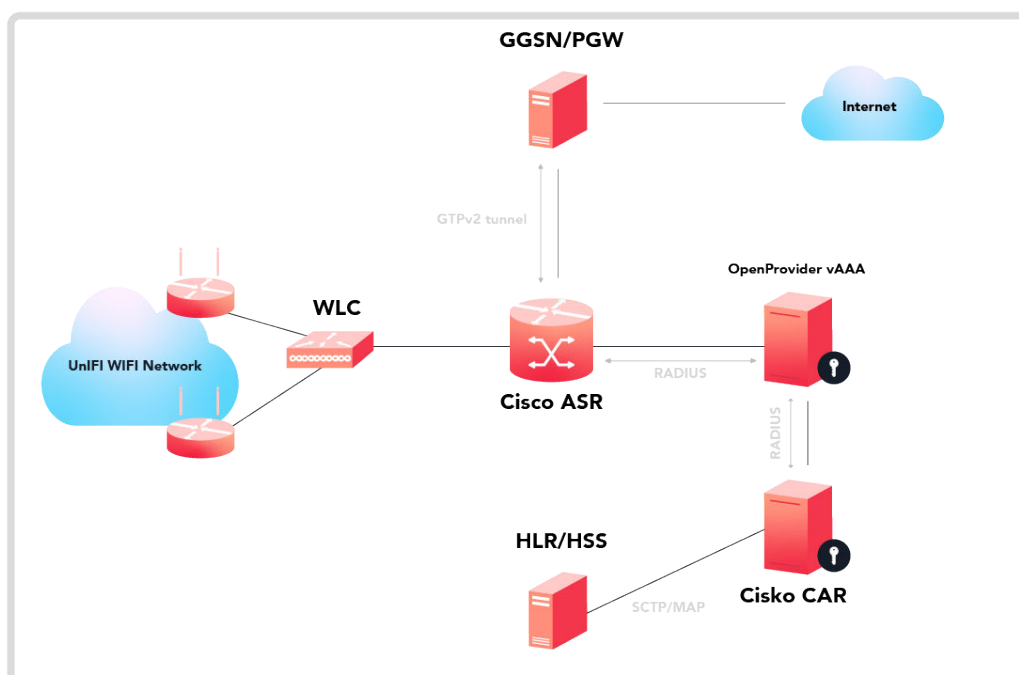 GGSN/PGW
Internet
GTPv2 tunnel
OpenProvider vAAA
WLC
UnIFI WIFI Network
RADIUS
Cisco ASR
RADIUS
HLR/HSS
Cisko CAR
SCTP/MAP